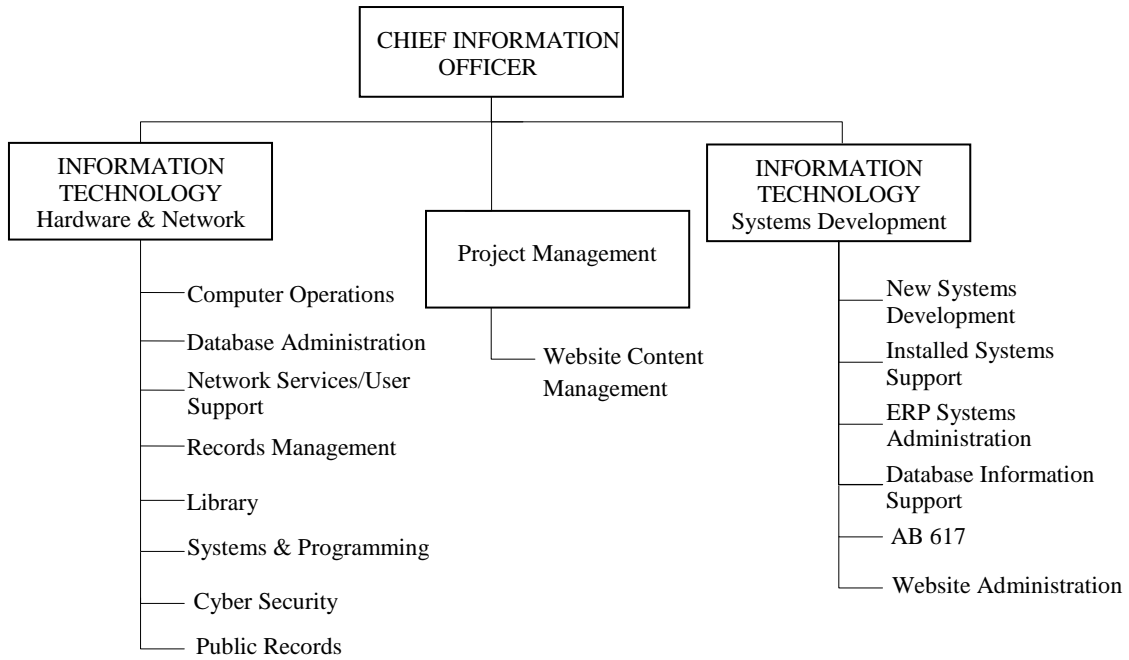 CHIEF INFORMATION
OFFICER
INFORMATION
TECHNOLOGY
Hardware & Network
Computer Operations
Database Administration
Network Services/User
Support
Records Management
Library
Systems & Programming
Cyber Security
Public Records
Project Management
Website Content
Management
INFORMATION
TECHNOLOGY
Systems Development
New Systems
Development
Installed Systems
Support
ERP Systems
Administration
Database Information
Support
AB 617
Website Administration